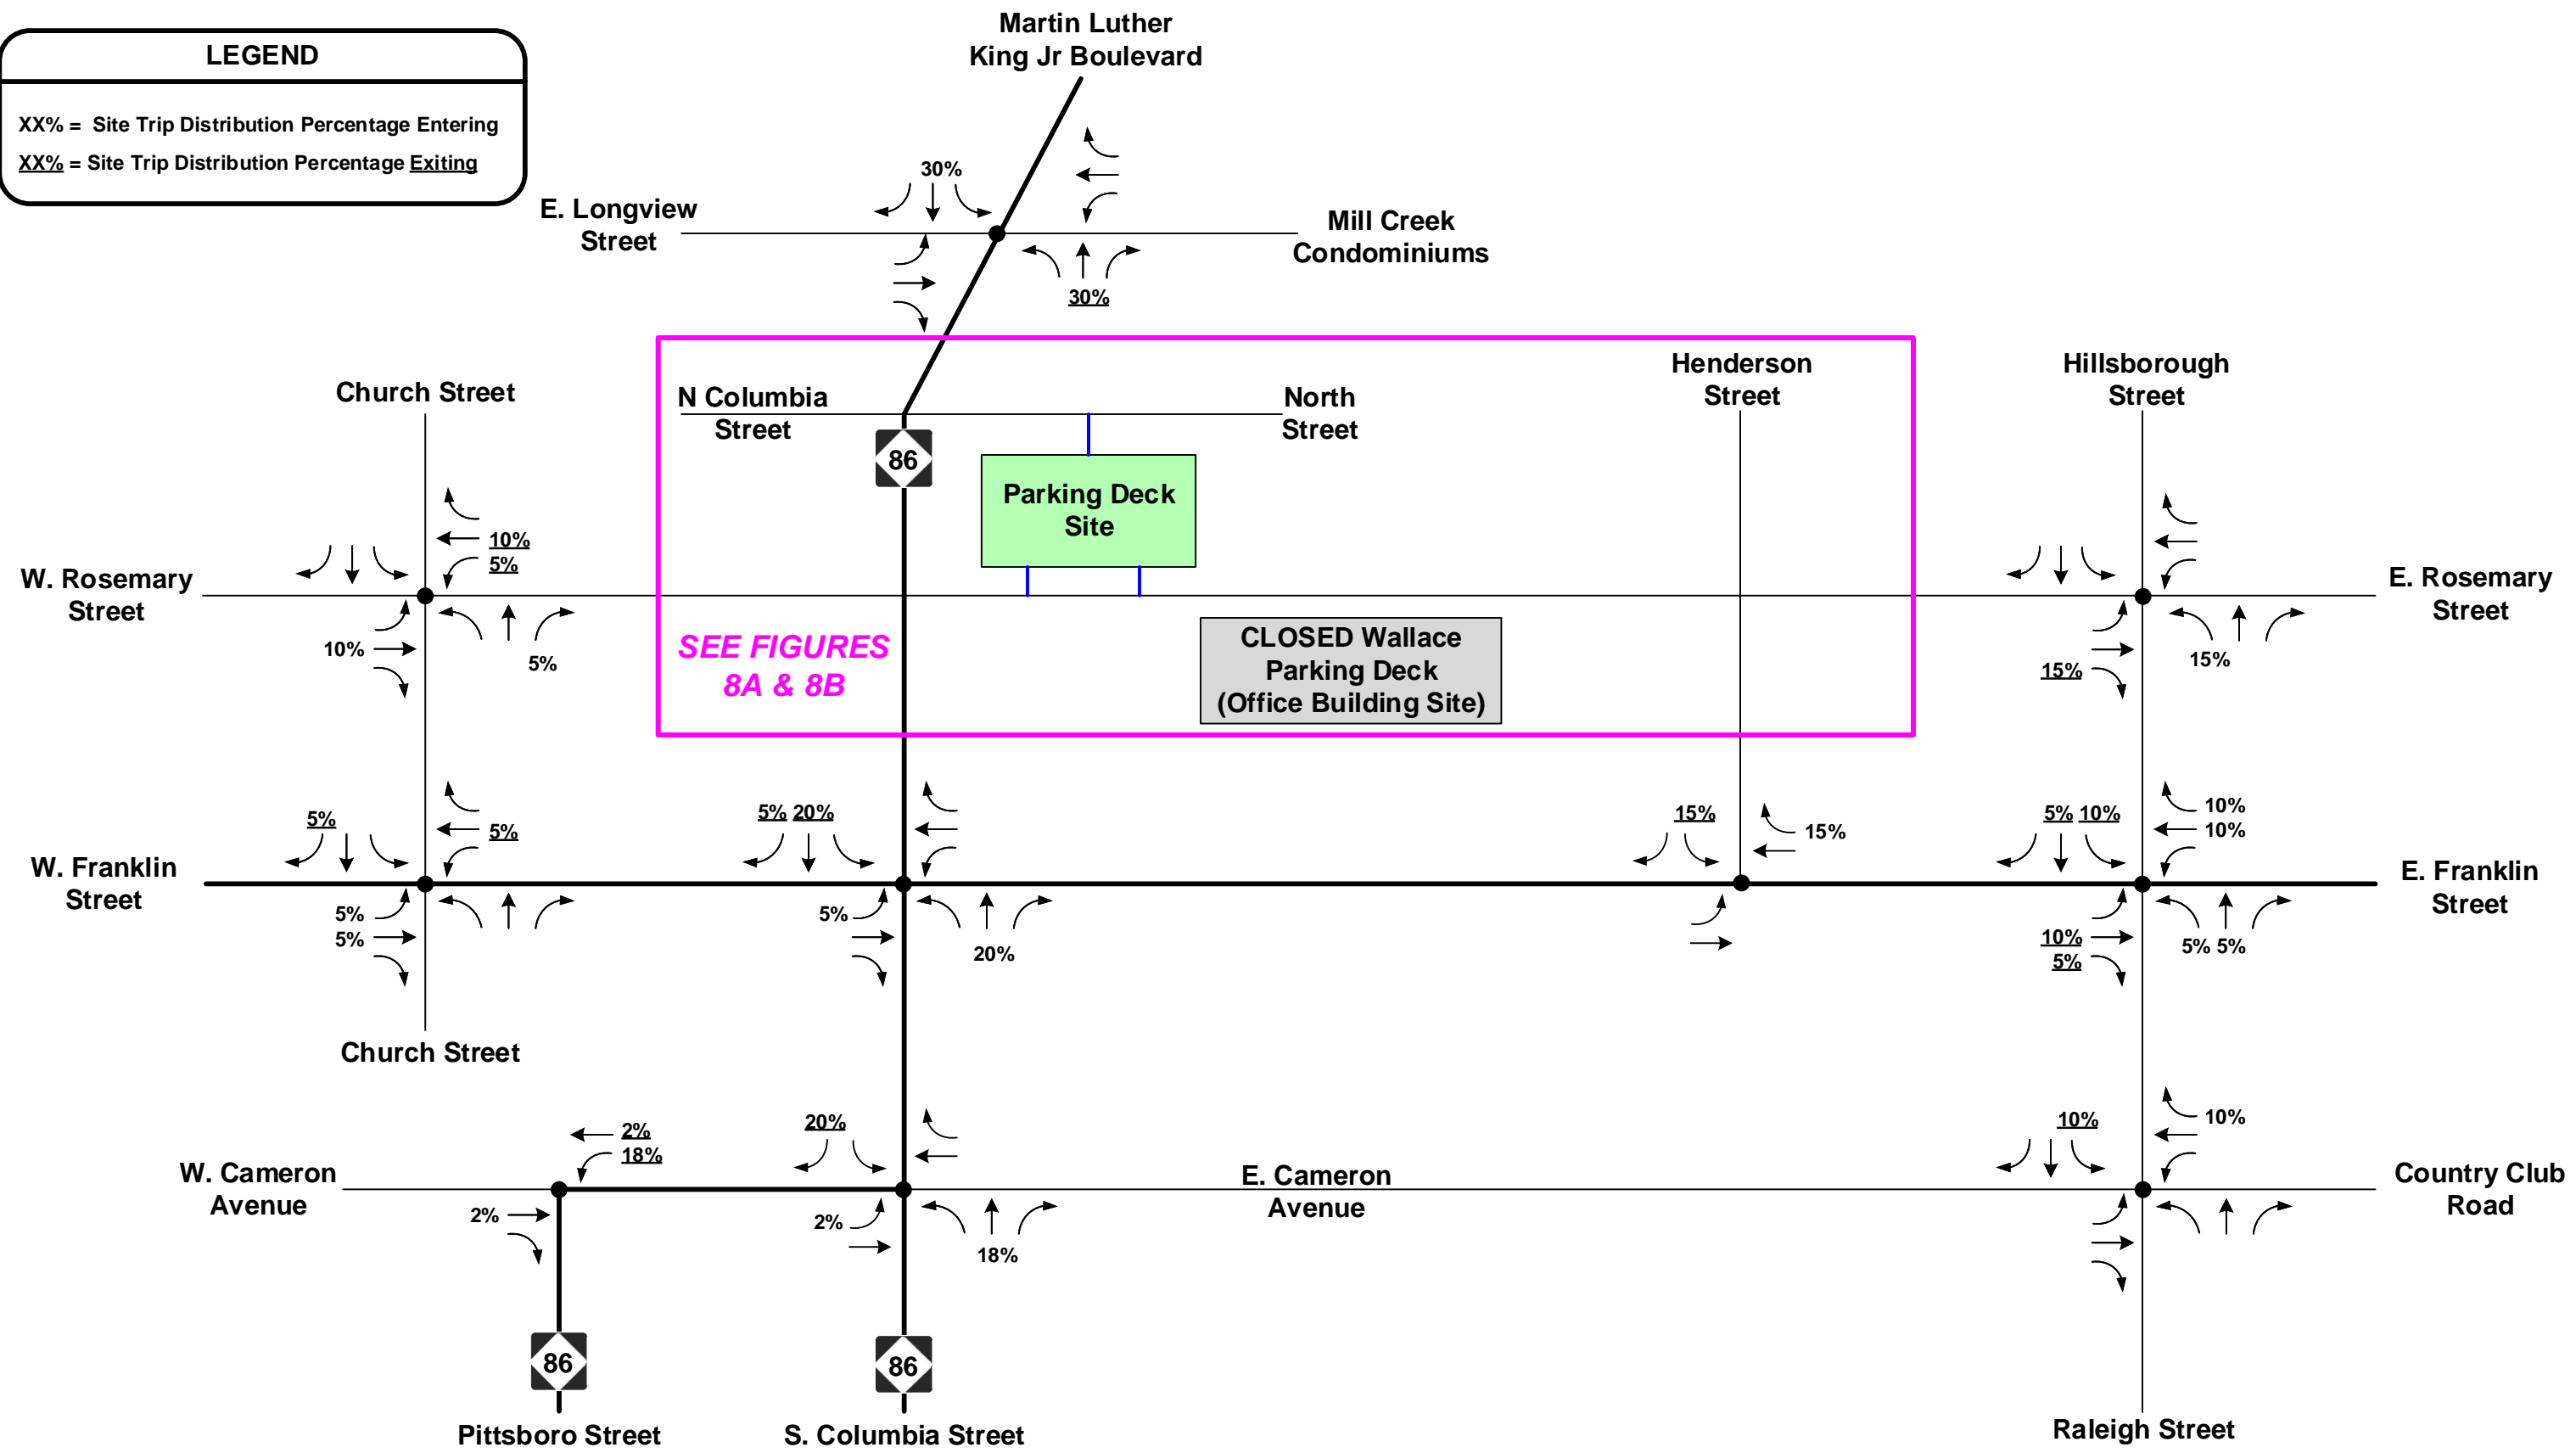 Martin Luther
King Jr Boulevard
LEGEND
XX% = Site Trip Distribution Percentage Entering
XX% = Site Trip Distribution Percentage Exiting
30%
E. Longview
Street
Mill Creek
Condominiums
30%
Church Street
N Columbia
Street
North
Street
Henderson
Street
Hillsborough
Street
86
Parking Deck
Site
10%
5%
W. Rosemary
Street
10%
5%
SEE FIGURES
8A & 8B
CLOSED Wallace
Parking Deck
(Office Building Site)
E. Rosemary
Street
15%
15%
5%
5%
5% 20%
15%
15%
5% 10%
10%
10%
W. Franklin
Street
E. Franklin
Street
5%
5%
5%
20%
10%
5%
5% 5%
Church Street
2%
18%
20%
10%
10%
W. Cameron
Avenue
E. Cameron
Avenue
Country Club
Road
2%
2%
18%
86
86
Pittsboro Street
S. Columbia Street
Raleigh Street